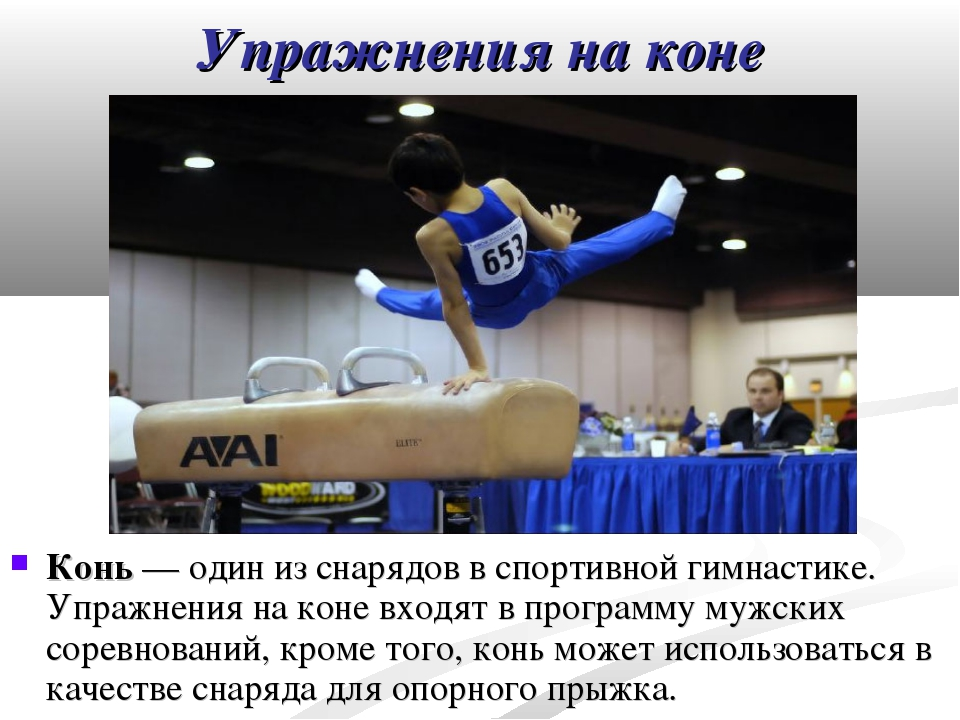 Упражнения на коне
653
AAI
ELITE
WOODWARD
Конь — один из снарядов в спортивной гимнастике.
Упражнения на коне входят в программу мужских
соревнований, кроме того, конь может использоваться в
качестве снаряда для опорного прыжка.